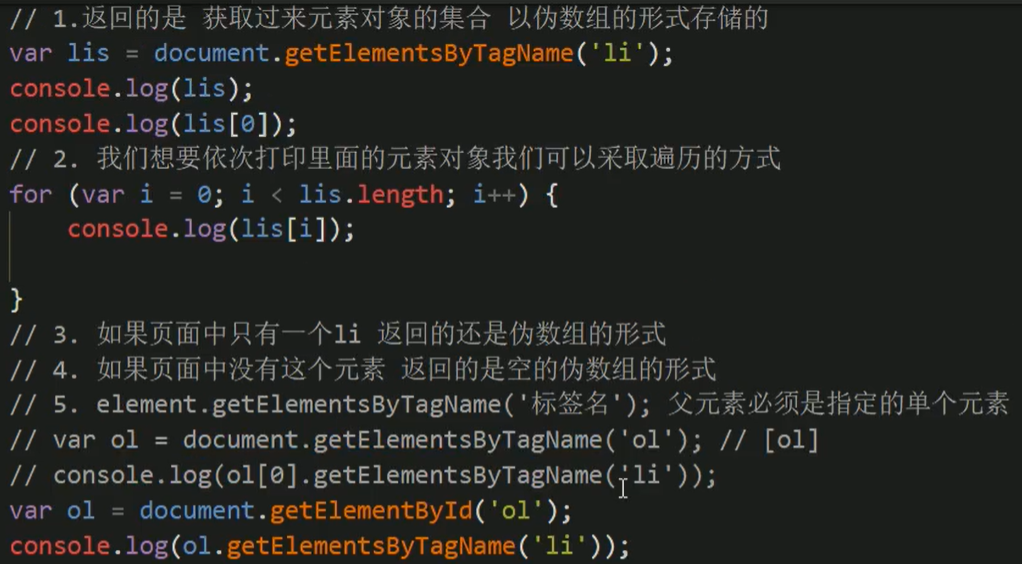 // 1.返回的是 获取过来元素对象的集合 以伪数组的形式存储的
var lis = document.getElementsByTagName('li');
console.log(lis);
console.log(lis[0]);
// 2. 我们想要依次打印里面的元素对象我们可以采取遍历的方式
for (var i = 0; i < lis.length; i++) {
    console.log(lis[i]);
}
// 3. 如果页面中只有一个li 返回的还是伪数组的形式
// 4. 如果页面中没有这个元素 返回的是空的伪数组的形式
// 5. element.getElementsByTagName('标签名'); 父元素必须是指定的单个元素
// var ol = document.getElementsByTagName('ol'); // [ol]
// console.log(ol[0].getElementsByTagName('li'));
var ol = document.getElementById('ol');
console.log(ol.getElementsByTagName('li'));